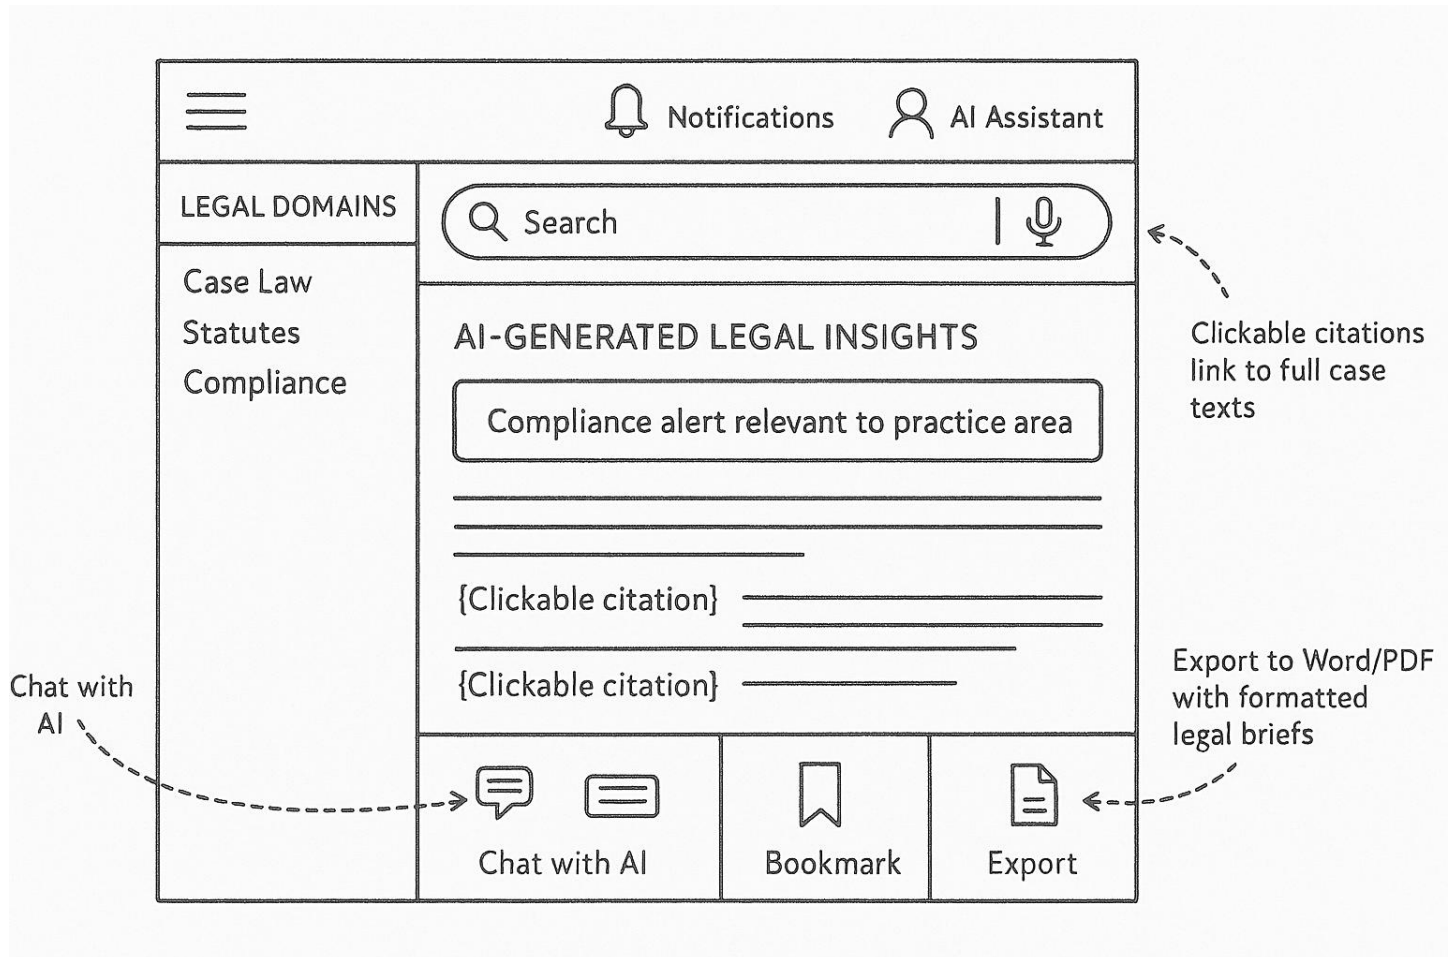 Notifications
AI Assistant
LEGAL DOMAINS
Case Law
Statutes
Compliance
Search
AI-GENERATED LEGAL INSIGHTS
Compliance alert relevant to practice area
{Clickable citation}
{Clickable citation}
Chat with AI
Bookmark
Export
Clickable citations
link to full case
texts
Export to Word/PDF
with formatted
legal briefs
Chat with
AI